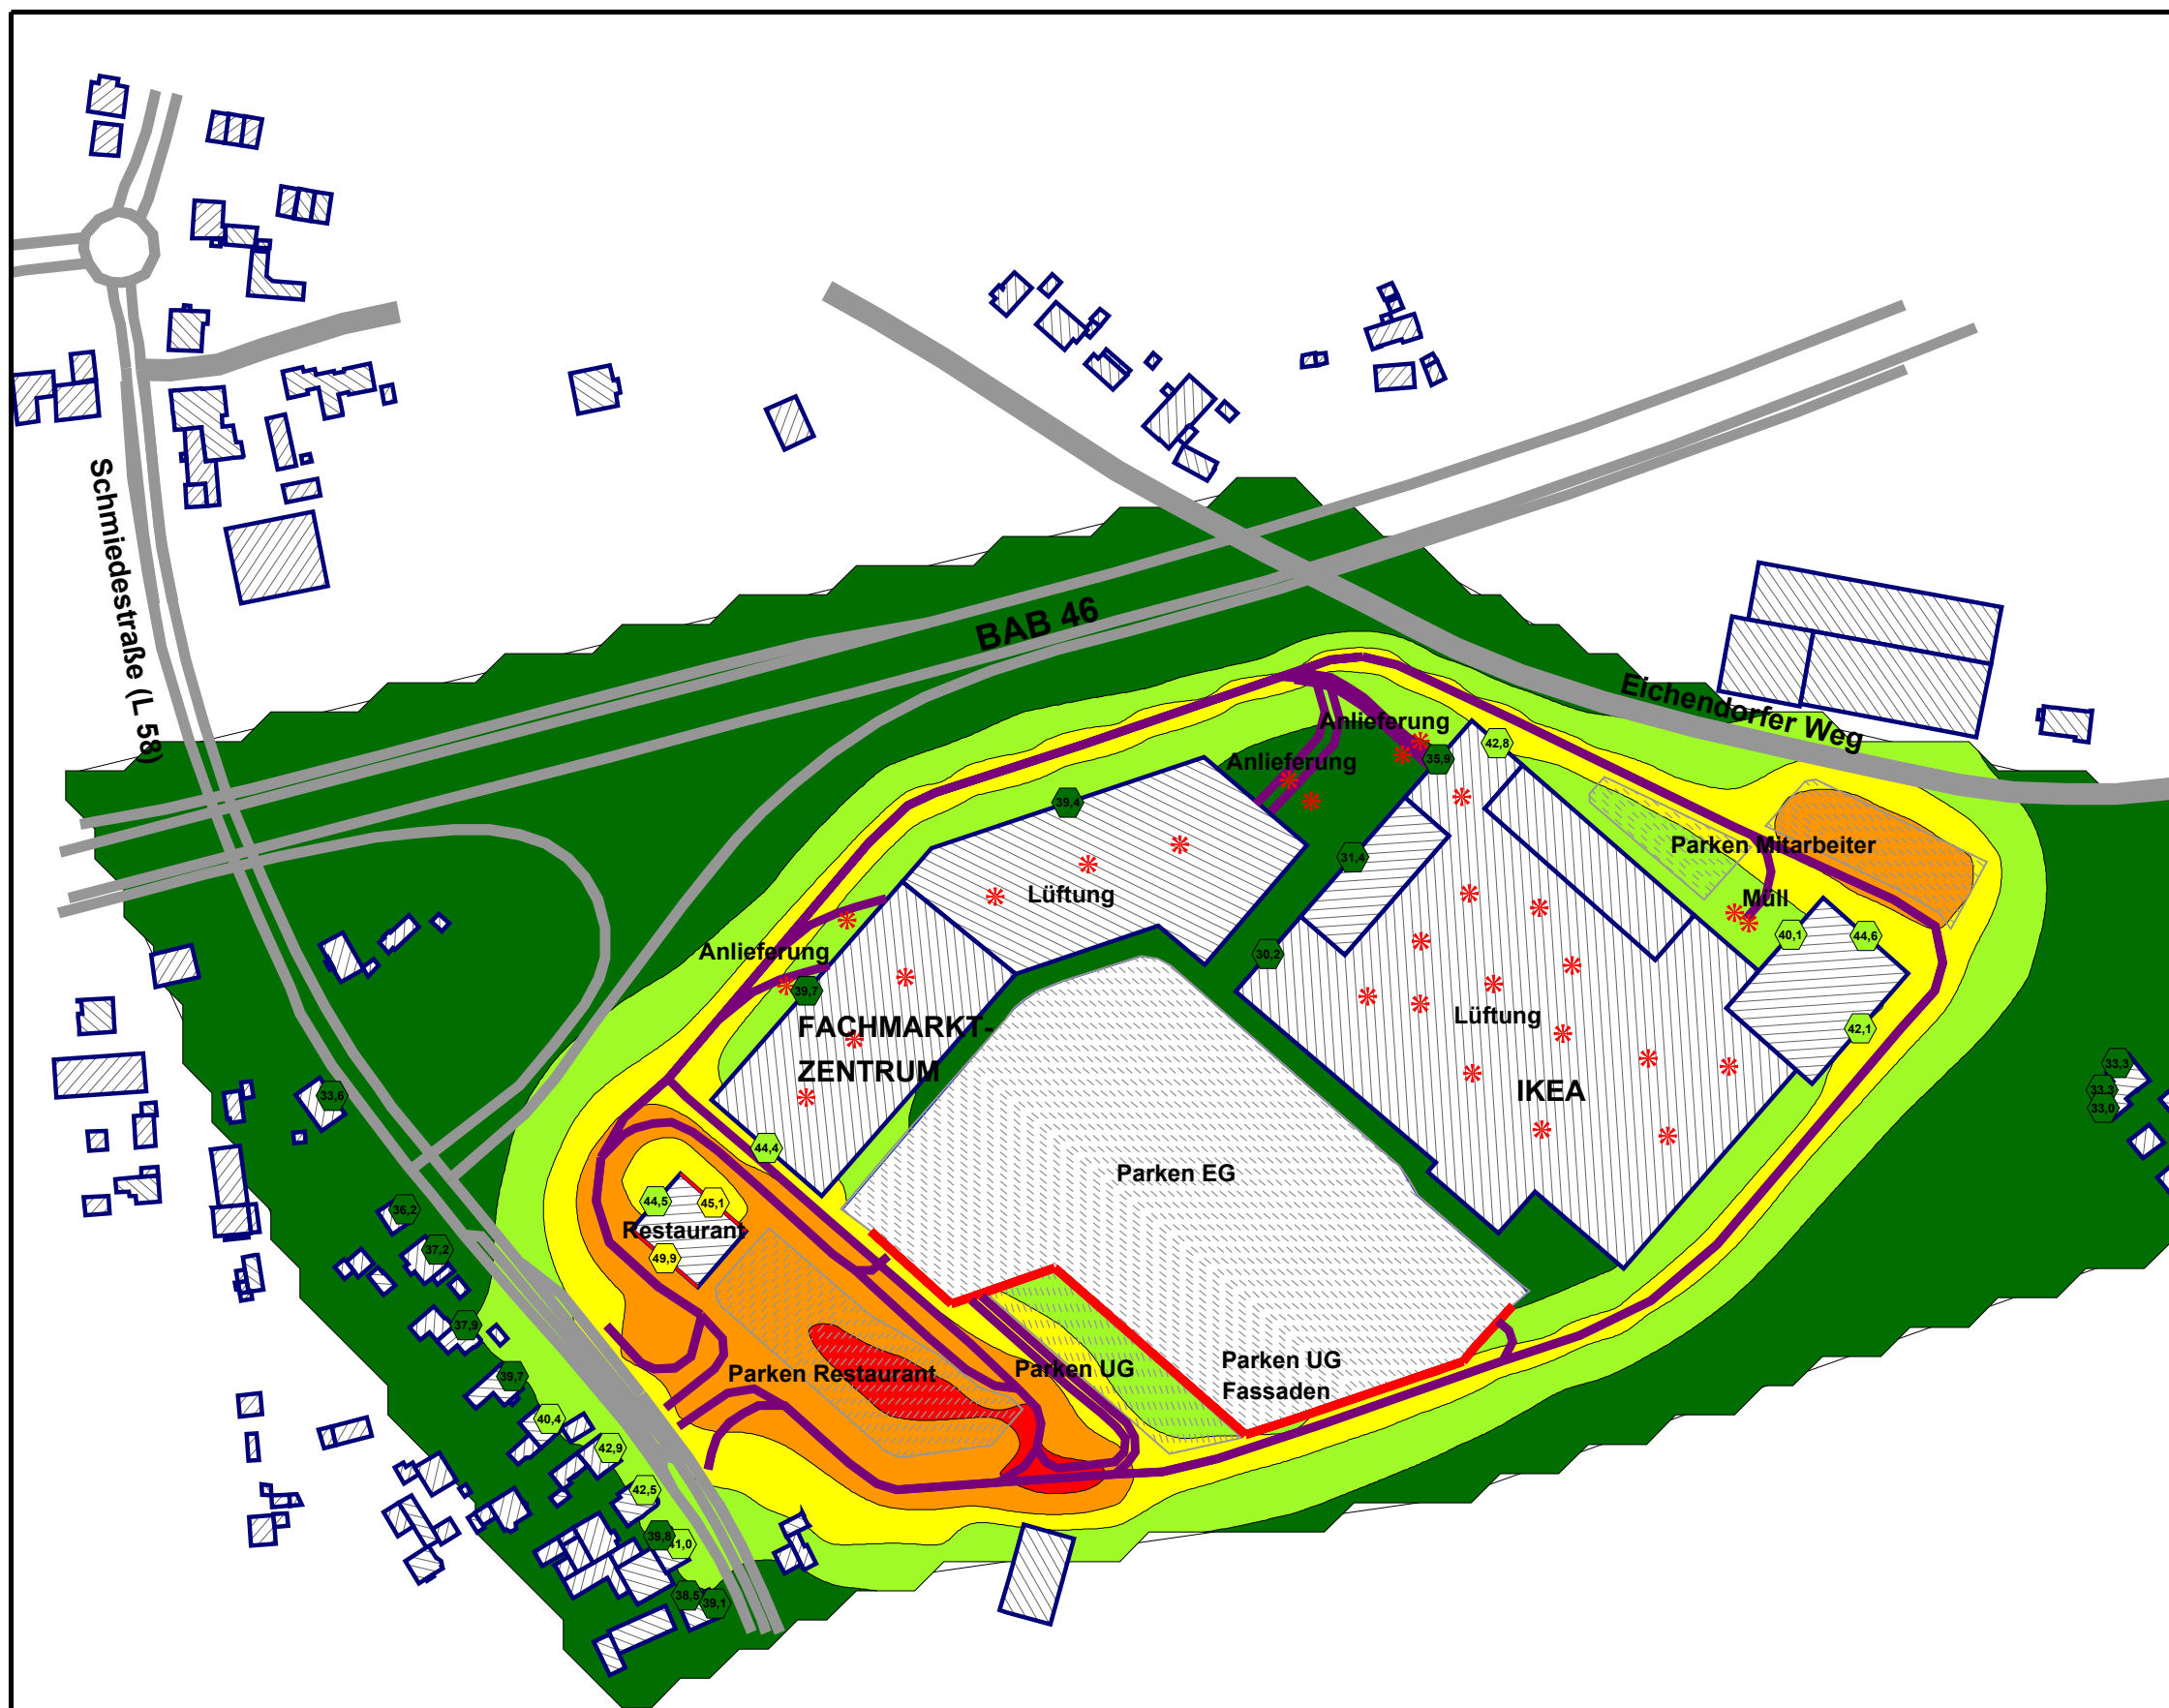 Schmiedestraße (L 58)
BAB 46
Eichendorfer Weg
Anlieferung
42,8
35,9
Anlieferung
39,4
Parken Mitarbeiter
31,4
Lüftung
Müll
40,1
44,6
Anlieferung
30,2
39,7
Lüftung
42,1
FACHMARKT-
ZENTRUM
IKEA
33,3
33,3
33,0
33,6
44,4
Parken EG
36,2
44,5
45,1
Restaurant
37,2
49,9
37,9
Parken UG
Fassaden
Parken UG
Parken Restaurant
39,7
40,4
42,9
42,5
39,8
41,0
38,5
39,1